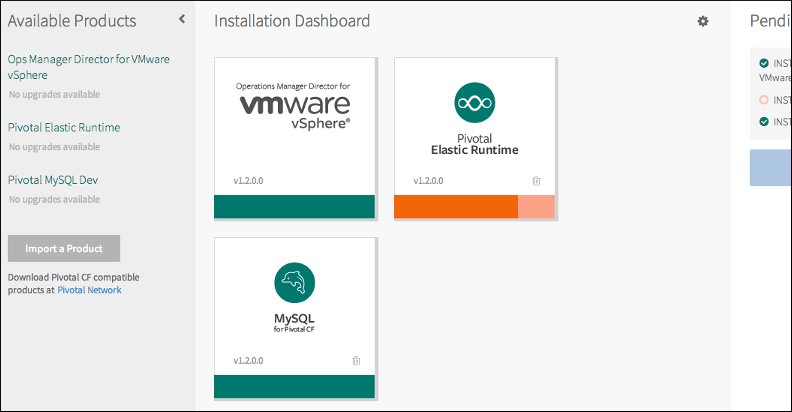 Available Products
Ops Manager Director for VMware
vSphere
No upgrades available
Pivotal Elastic Runtime
No upgrades available
Pivotal MySQL Dev
No upgrades available
Import a Product
Download Pivotal CF compatible
products at Pivotal Network
Installation Dashboard
Operations Manager Director for
vmware
vSphere®
v1.2.0.0
Pivotal
Elastic Runtime
v1.2.0.0
MySQL
for Pivotal CF
v1.2.0.0
Pendi
INST
VMware
INST
INST